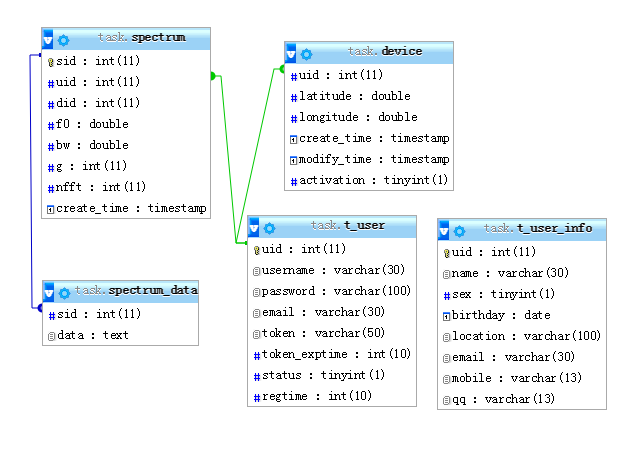 task.spectrum
sid : int(11)
uid : int(11)
did : int(11)
f0 : double
bw : double
g : int(11)
nfft : int(11)
create_time : timestamp
task.device
uid : int(11)
latitude : double
longitude : double
create_time : timestamp
modify_time : timestamp
activation : tinyint(1)
task.t_user
uid : int(11)
username : varchar(30)
password : varchar(100)
email : varchar(30)
token : varchar(50)
token_exptime : int(10)
status : tinyint(1)
regtime : int(10)
task.t_user_info
uid : int(11)
name : varchar(30)
sex : tinyint(1)
birthday : date
location : varchar(100)
email : varchar(30)
mobile : varchar(13)
qq : varchar(13)
task.spectrum_data
sid : int(11)
data : text